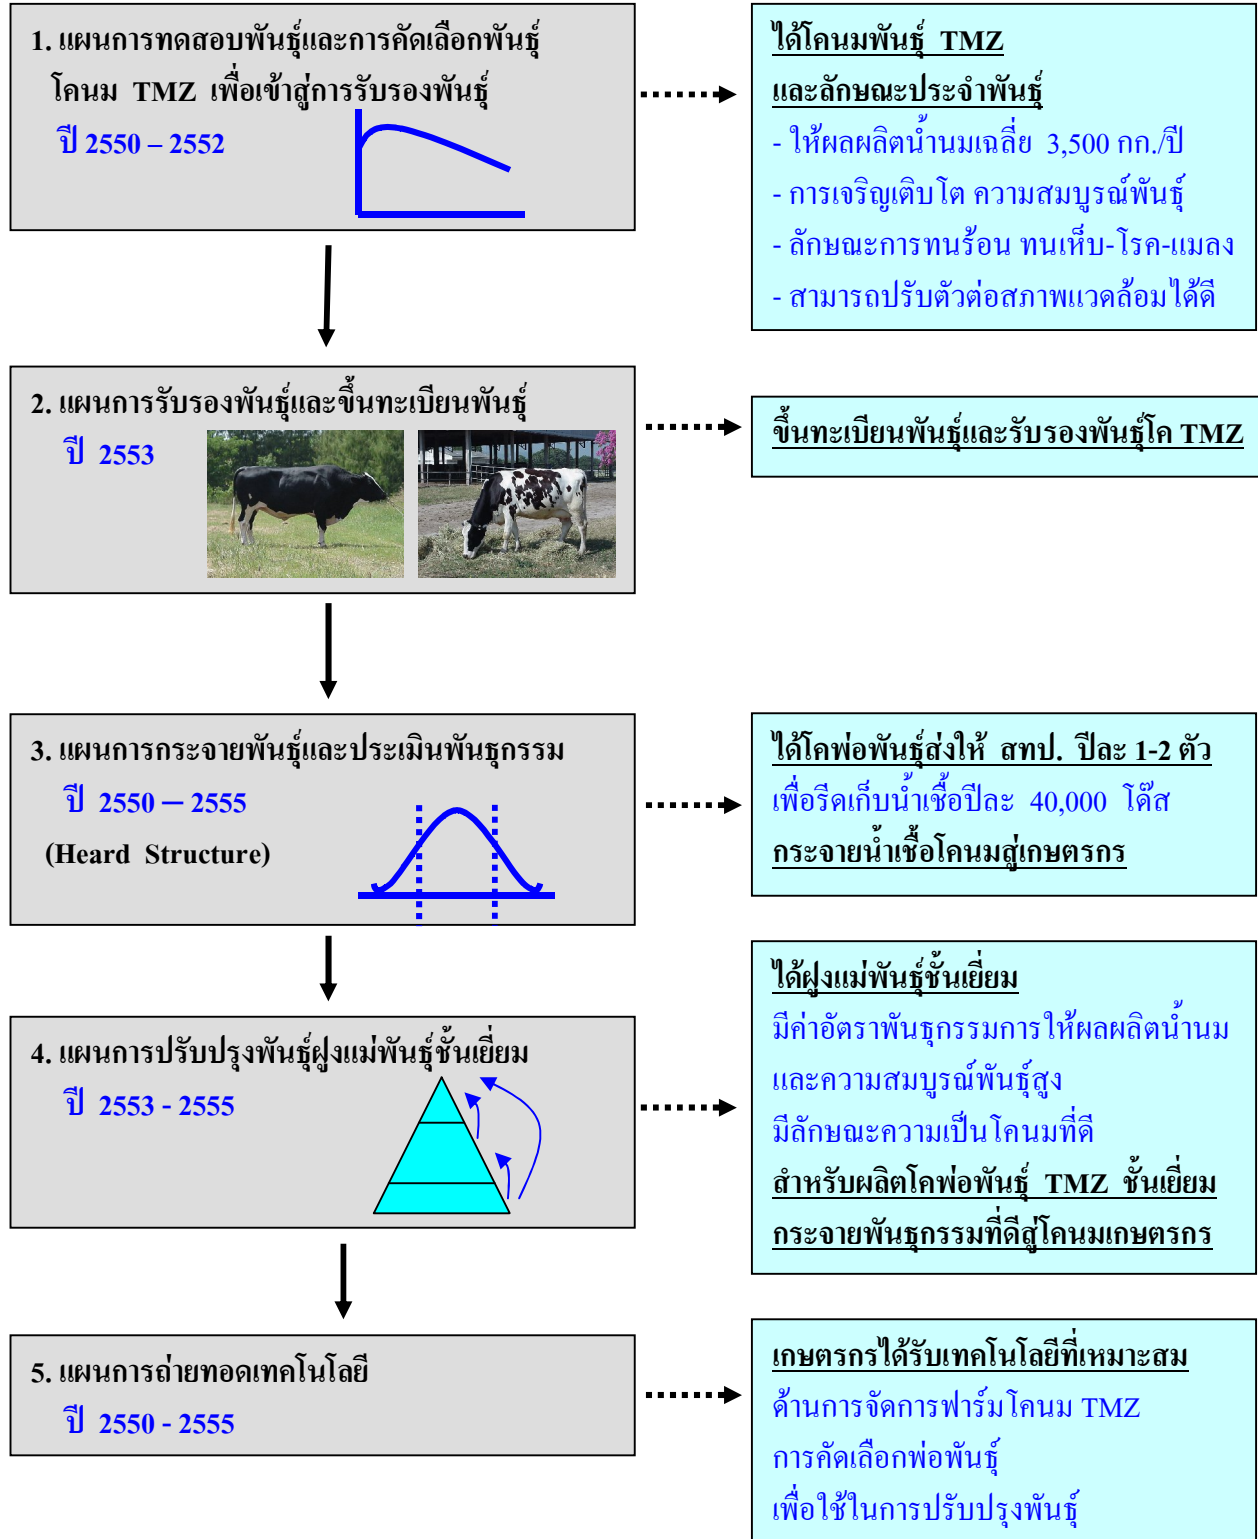 1. แผนการทดสอบพันธุ์และการคัดเลือกพันธุ์
โคนม TMZ เพื่อเข้าสู่การรับรองพันธุ์
ปี 2550 – 2552
ได้โคนมพันธุ์ TMZ
และลักษณะประจำพันธุ์
- ให้ผลผลิตน้ำนมเฉลี่ย 3,500 กก./ปี
- การเจริญเติบโต ความสมบูรณ์พันธุ์
- ลักษณะการทนร้อน ทนเห็บ-โรค-แมลง
- สามารถปรับตัวต่อสภาพแวดล้อมได้ดี
2. แผนการรับรองพันธุ์และขึ้นทะเบียนพันธุ์
ปี 2553
ขึ้นทะเบียนพันธุ์และรับรองพันธุ์โค TMZ
3. แผนการกระจายพันธุ์และประเมินพันธุกรรม
ปี 2550 – 2555
(Heard Structure)
ได้โคพ่อพันธุ์ส่งให้ สทป. ปีละ 1-2 ตัว
เพื่อรีดเก็บน้ำเชื้อปีละ 40,000 โด๊ส
กระจายน้ำเชื้อโคนมสู่เกษตรกร
4. แผนการปรับปรุงพันธุ์ฝูงแม่พันธุ์ชั้นเยี่ยม
ปี 2553 - 2555
ได้ฝูงแม่พันธุ์ชั้นเยี่ยม
มีค่าอัตราพันธุกรรมการให้ผลผลิตน้ำนม
และความสมบูรณ์พันธุ์สูง
มีลักษณะความเป็นโคนมที่ดี
สำหรับผลิตโคพ่อพันธุ์ TMZ ชั้นเยี่ยม
กระจายพันธุกรรมที่ดีสู่โคนมเกษตรกร
5. แผนการถ่ายทอดเทคโนโลยี
ปี 2550 - 2555
เกษตรกรได้รับเทคโนโลยีที่เหมาะสม
ด้านการจัดการฟาร์มโคนม TMZ
การคัดเลือกพ่อพันธุ์
เพื่อใช้ในการปรับปรุงพันธุ์